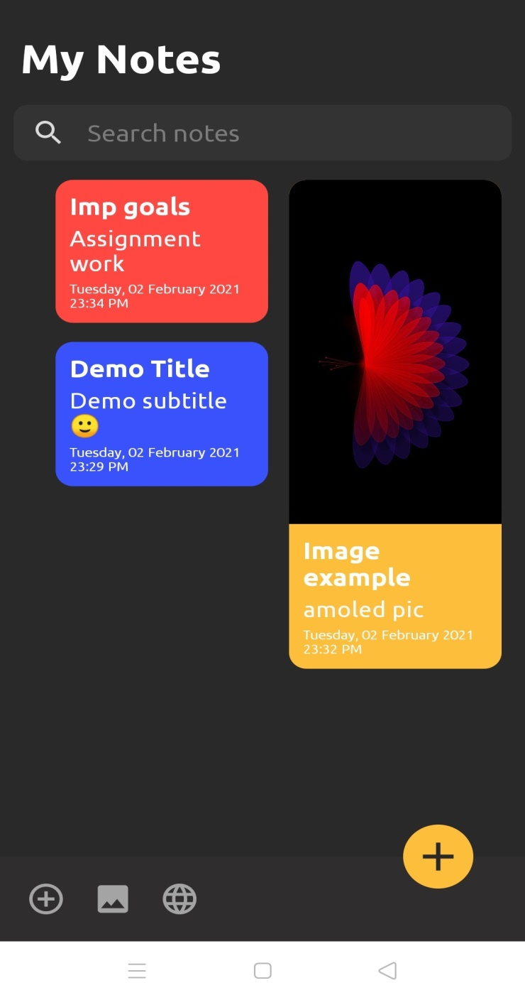 My Notes
Search notes
Imp goals
Assignment
work
Tuesday, 02 February 2021
23:34 PM
Demo Title
Demo subtitle
🙂
Tuesday, 02 February 2021
23:29 PM
Image
example
amoled pic
Tuesday, 02 February 2021
23:32 PM